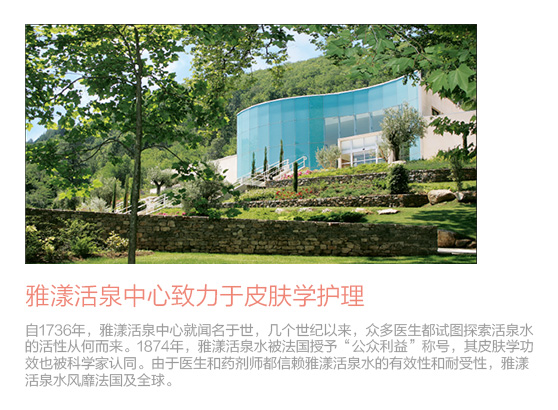 雅漾活泉中心致力于皮肤学护理
自1736年，雅漾活泉中心就闻名于世，几个世纪以来，众多医生都试图探索活泉水
的活性从何而来。1874年，雅漾活泉水被法国授予“公众利益”称号，其皮肤学功
效也被科学家认同。由于医生和药剂师都信赖雅漾活泉水的有效性和耐受性，雅漾
活泉水风靡法国及全球。